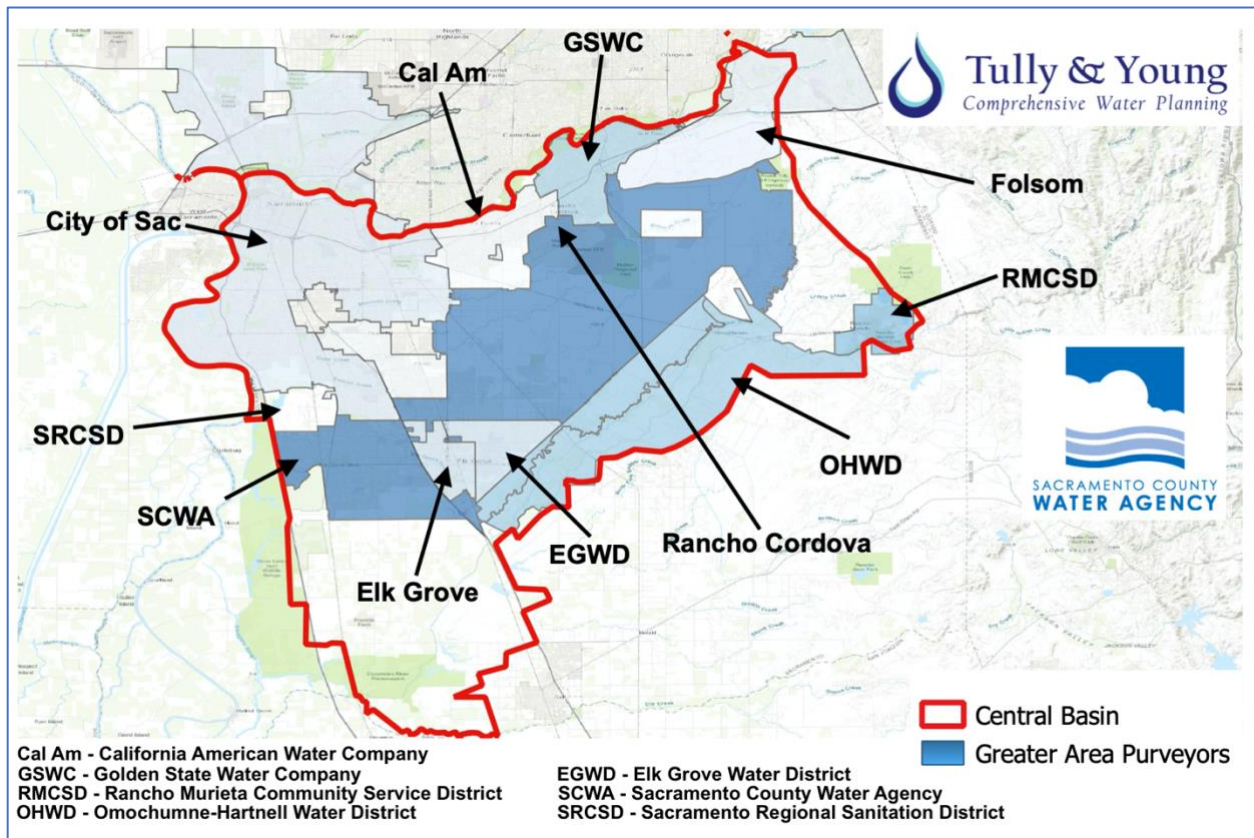 GSWC
Cal Am
Tully & Young
Comprehensive Water Planning
Folsom
City of Sac
RMCSD
SRCSD
OHWD
SACRAMENTO COUNTY
WATER AGENCY
SCWA
Rancho Cordova
EGWD
Elk Grove
Central Basin
Greater Area Purveyors
Cal Am - California American Water Company
GSWC - Golden State Water Company
RMCSD - Rancho Murieta Community Service District
OHWD - Omochumne-Hartnell Water District
EGWD - Elk Grove Water District
SCWA - Sacramento County Water Agency
SRCSD - Sacramento Regional Sanitation District